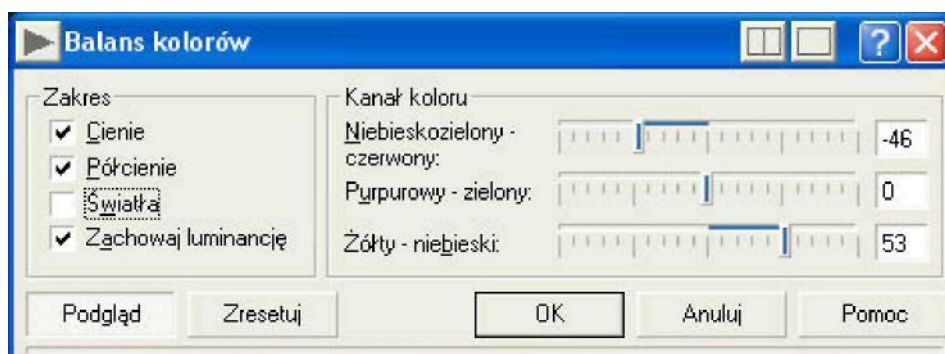 Balans kolorów
Zakres
Cienie
Półcienie
Światła
Zachowaj luminancję
Kanał koloru
Niebieskozielony -
czerwony:
-46
Purpurowy - zielony:
0
Żółty - niebieski:
53
Podgląd
Zresetuj
OK
Anuluj
Pomoc